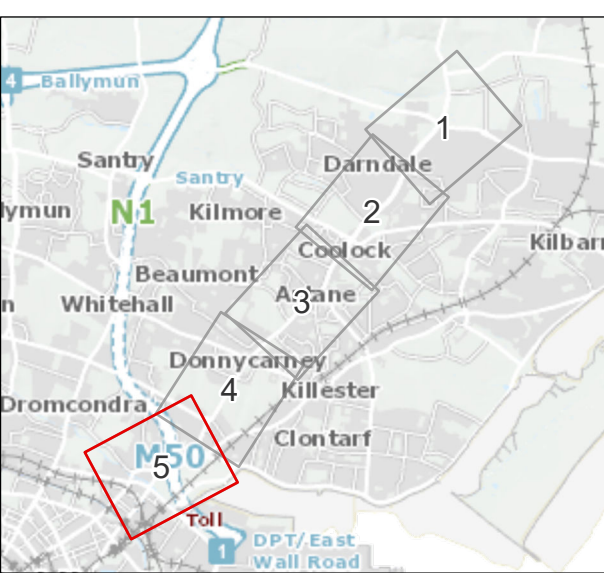 4
Ballymun
1
Santry
Darndale
Santry
lymun
N1
Kilmore
2
Coolock
Kilbarr
Beaumont
n
Whitehall
Artane
3
Donnycarney
4
Killester
Dromcondra
Clontarf
M50
5
Toll
1
DPT/East
Wall Road